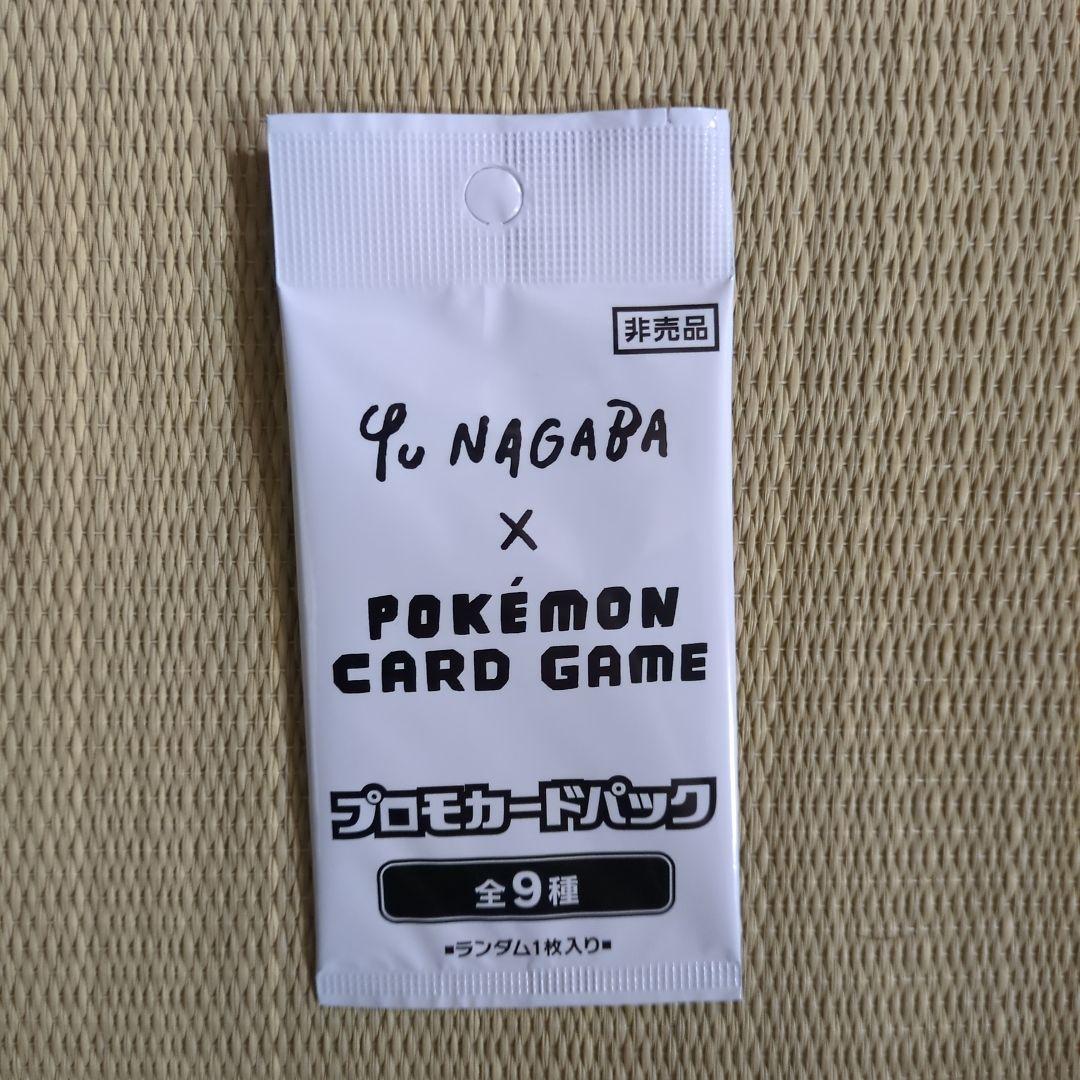 非売品
Yu NAGABA
×
POKÉMON
CARD GAME
プロモカードパック
全9種
▪ランダム1枚入り▪